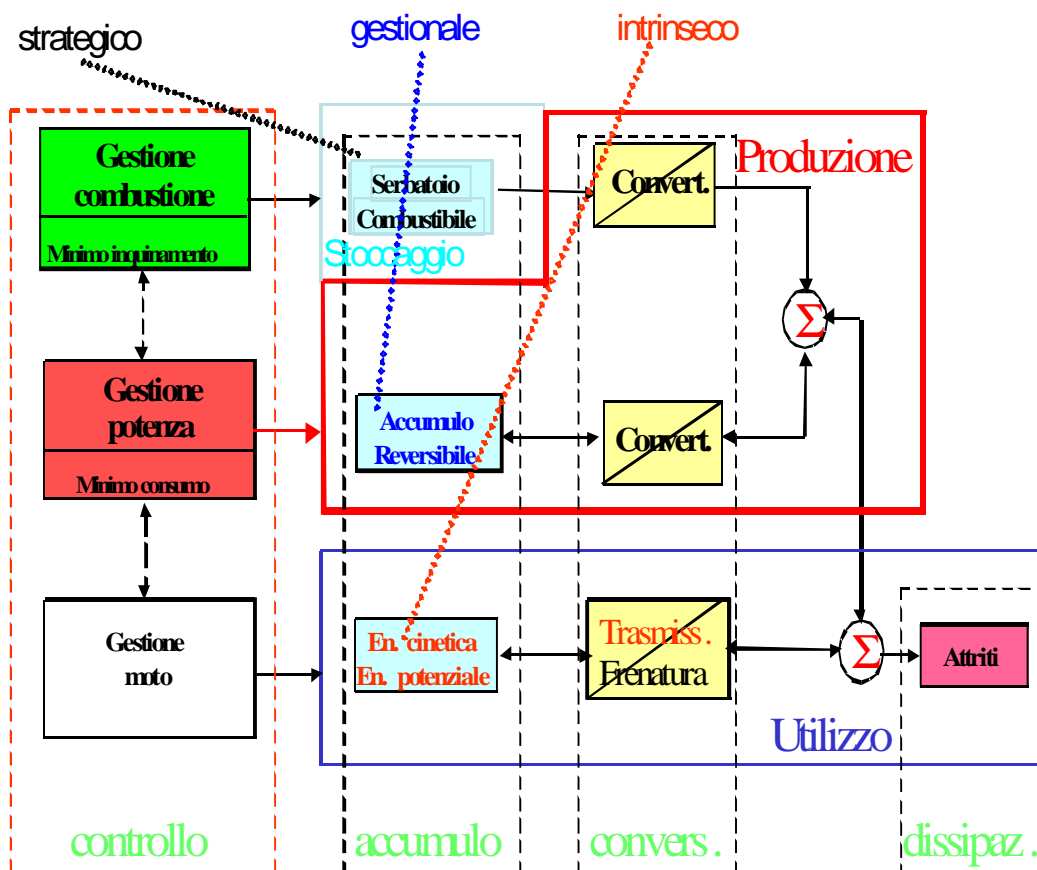 strategico
gestionale
intrinseco
Gestione
combustione
Minimo inquinamento
Serbatoio
Combustibile
Stoccaggio
Convert.
Produzione
Σ
Gestione
potenza
Minimo consumo
Accumulo
Reversibile
Convert.
Gestione
moto
En. cinetica
En. potenziale
Trasmiss.
Frenatura
Σ
Attriti
Utilizzo
controllo
accumulo
convers.
dissipaz.